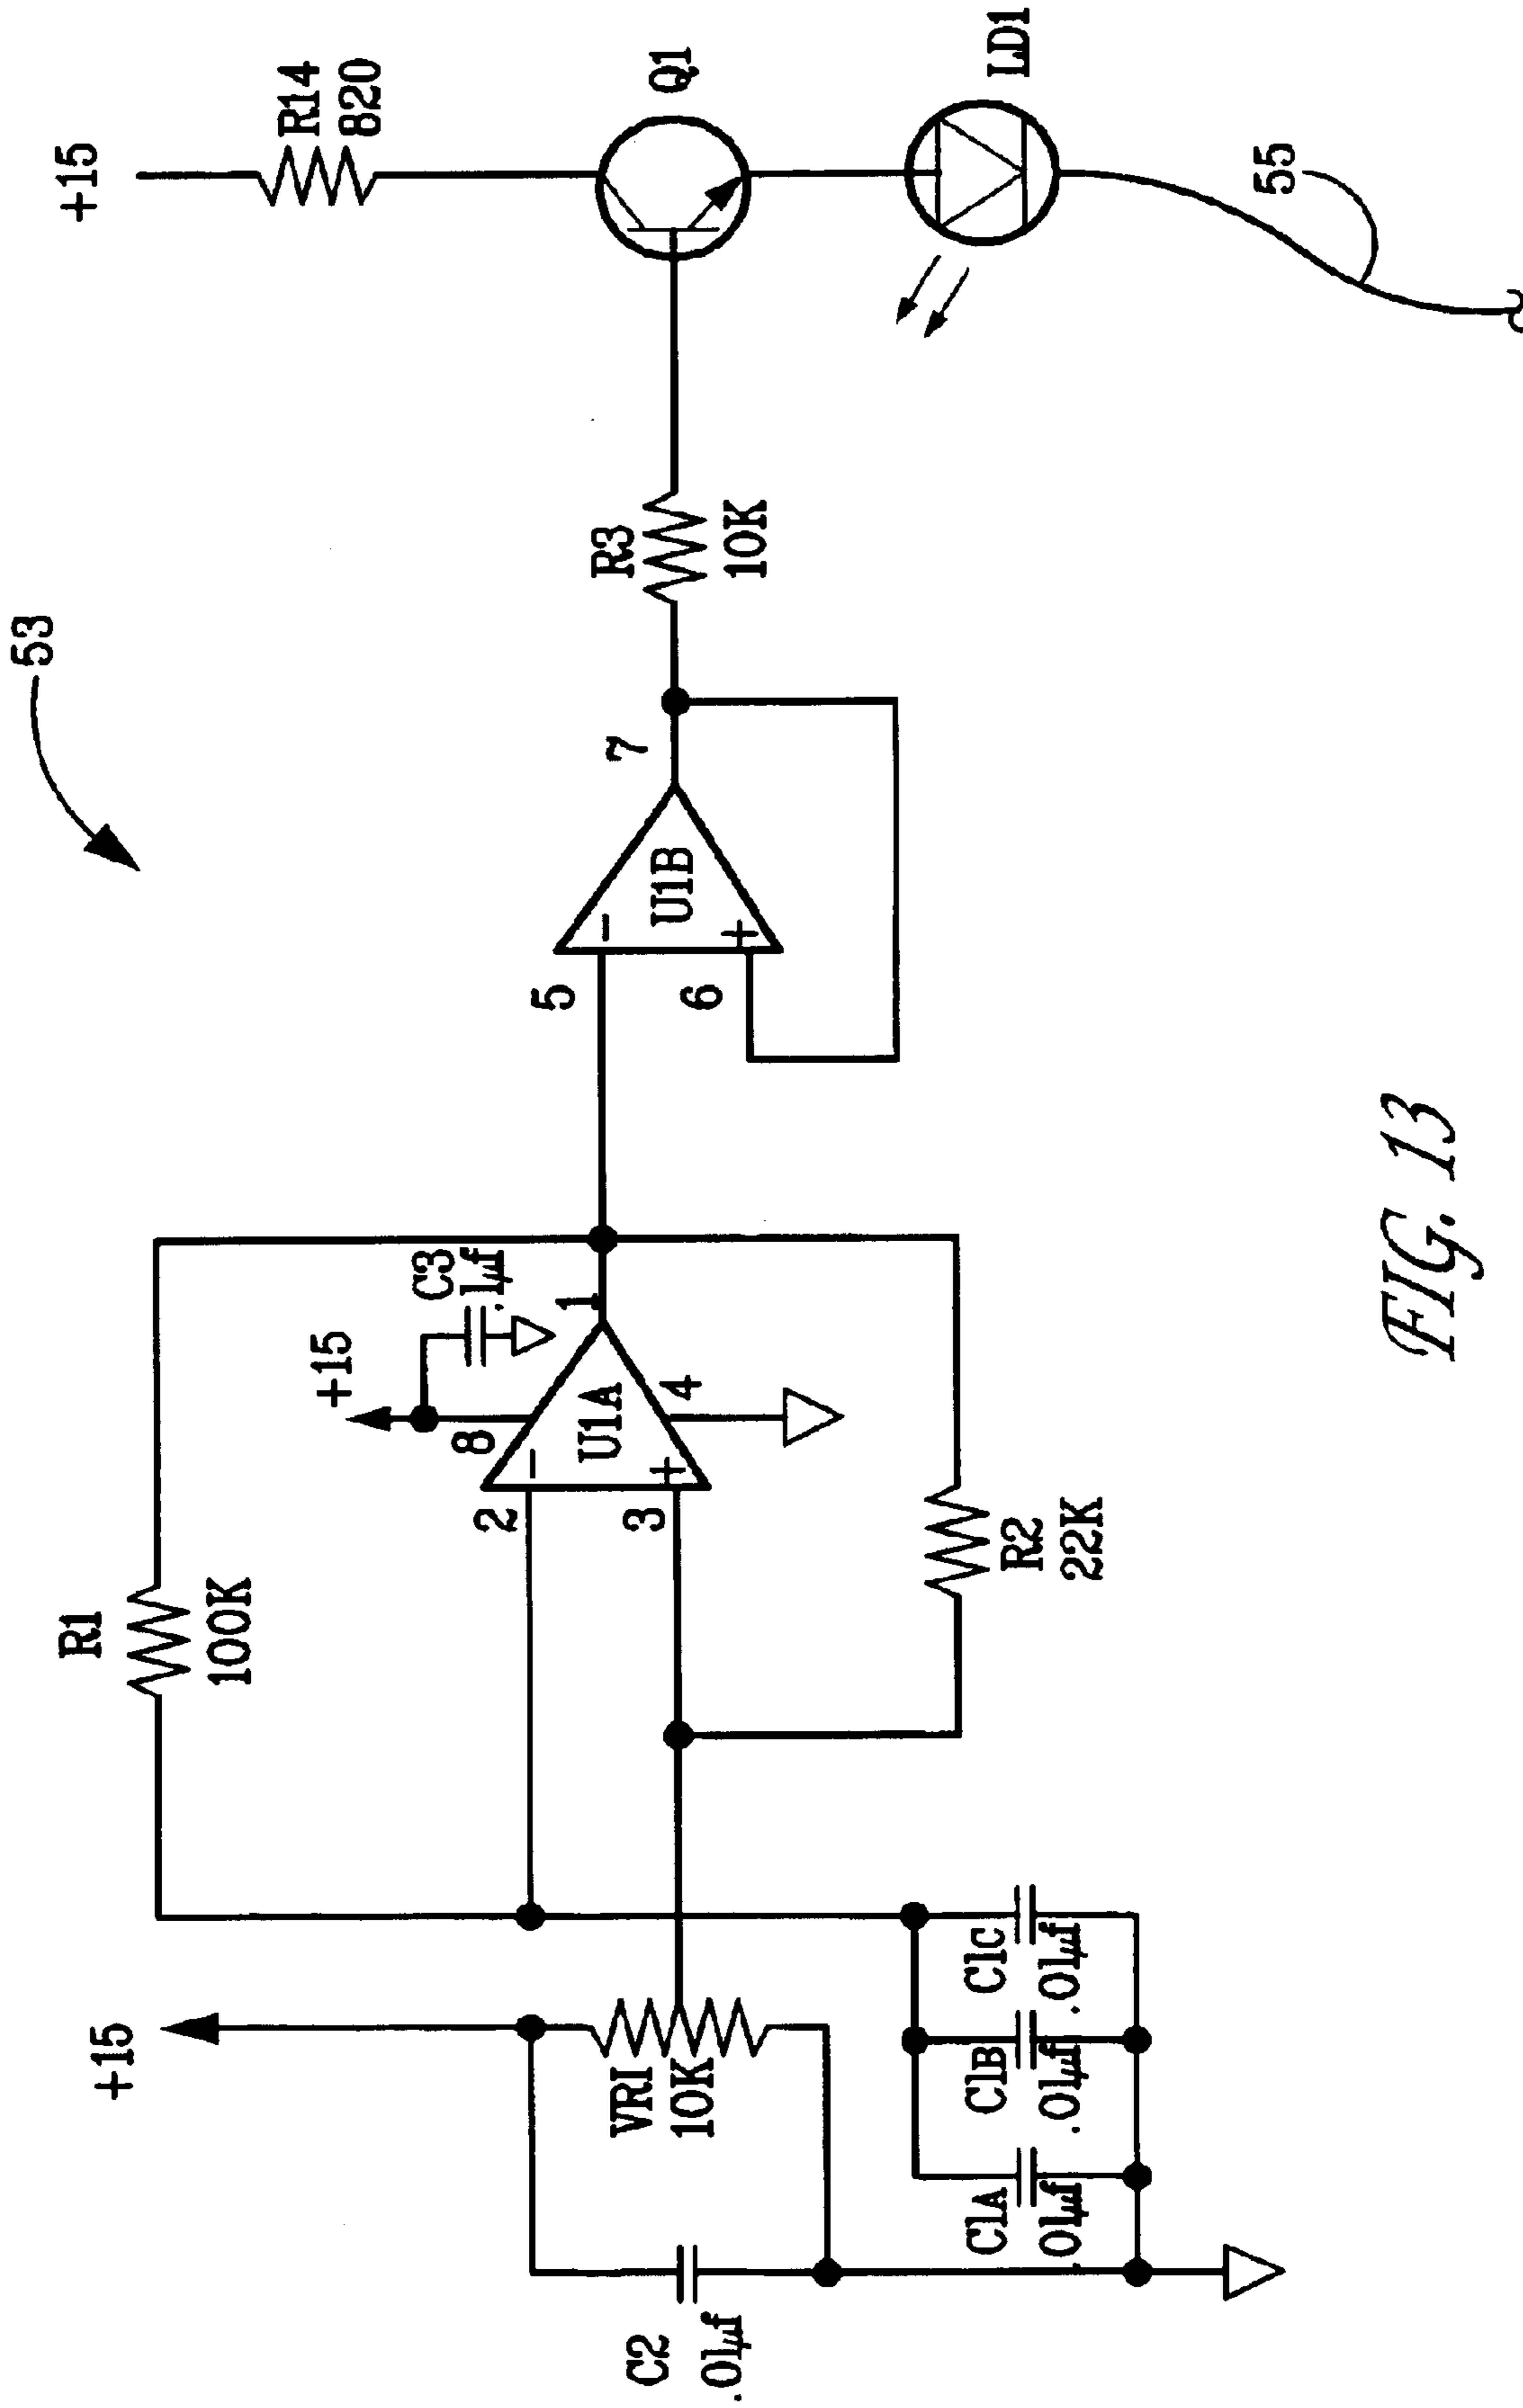 53
+15
R14
820
Q1
LD1
55
R3
10K
7
U1B
−
+
5
6
R1
100K
+15
C3
.1µf
8
1
U1A
−
+
4
2
3
R2
22K
+15
VR1
10K
C2
.01µf
C1A
.01µf
C1B
.01µf
C1C
.01µf
FIG. 13